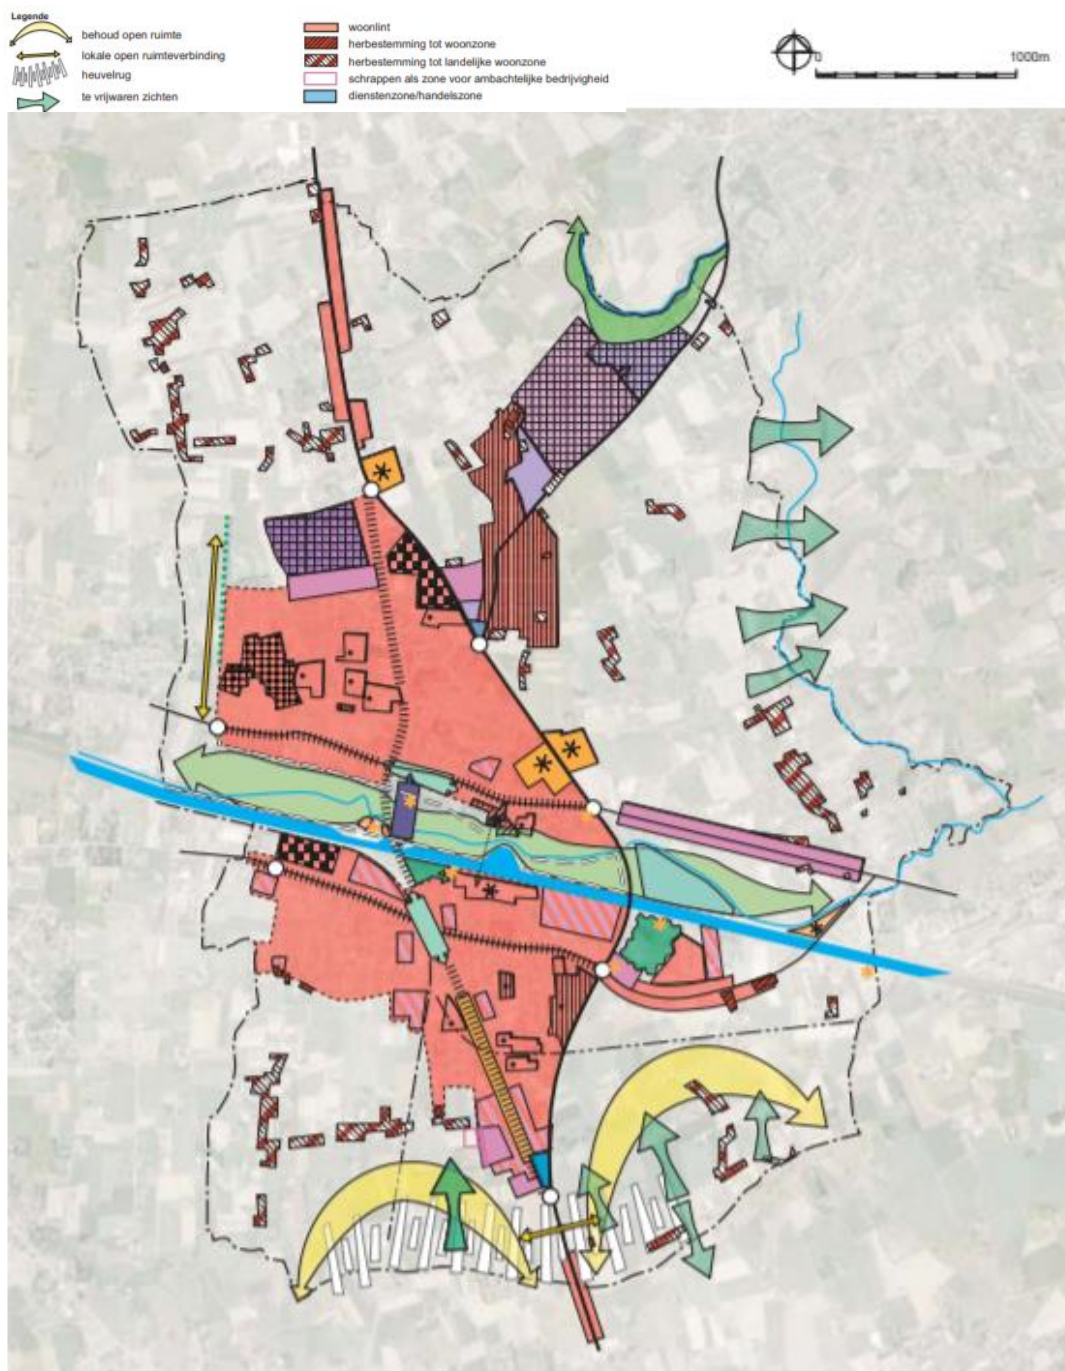 Legende
behoud open ruimte
lokale open ruimteverbinding
heuvelrug
te vrijwaren zichten
woonlint
herbestemming tot woonzone
herbestemming tot landelijke woonzone
schrappen als zone voor ambachtelijke bedrijvigheid
dienstenzone/handelszone
0 1000m